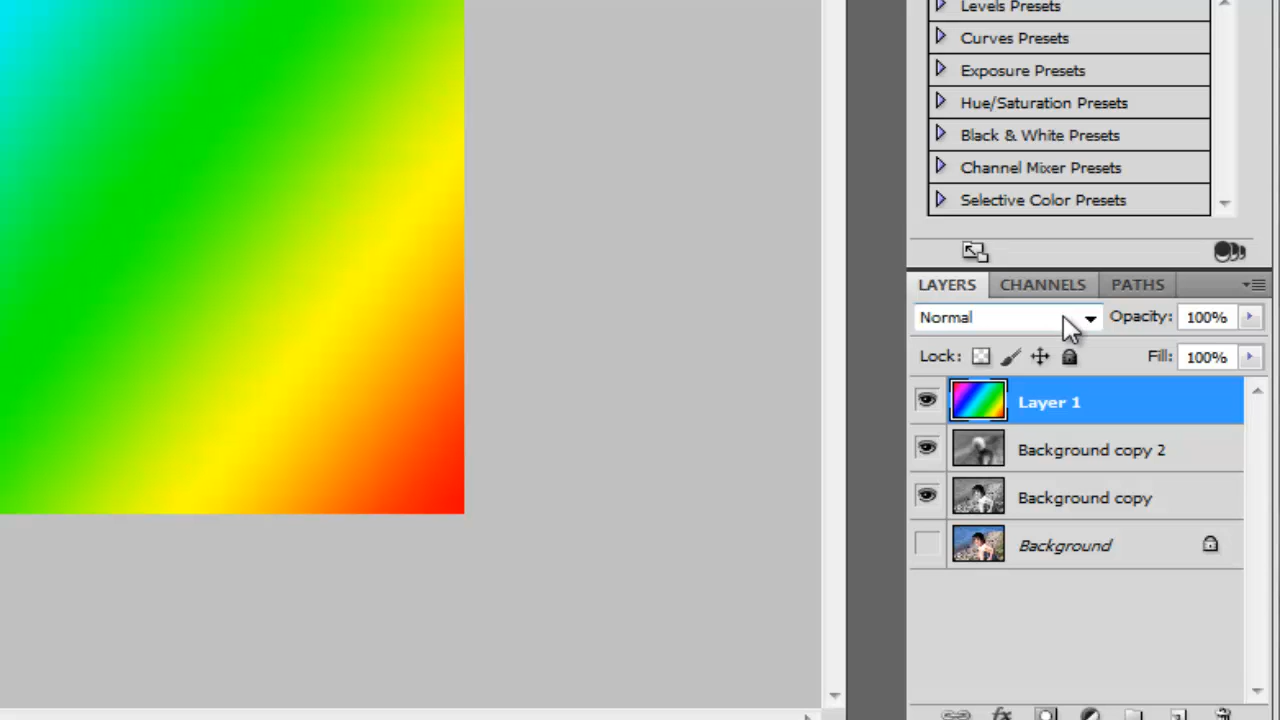 Levels Presets
Curves Presets
Exposure Presets
Hue/Saturation Presets
Black & White Presets
Channel Mixer Presets
Selective Color Presets
LAYERS CHANNELS PATHS
Normal Opacity: 100%
Lock: Fill: 100%
Layer 1
Background copy 2
Background copy
Background
fx